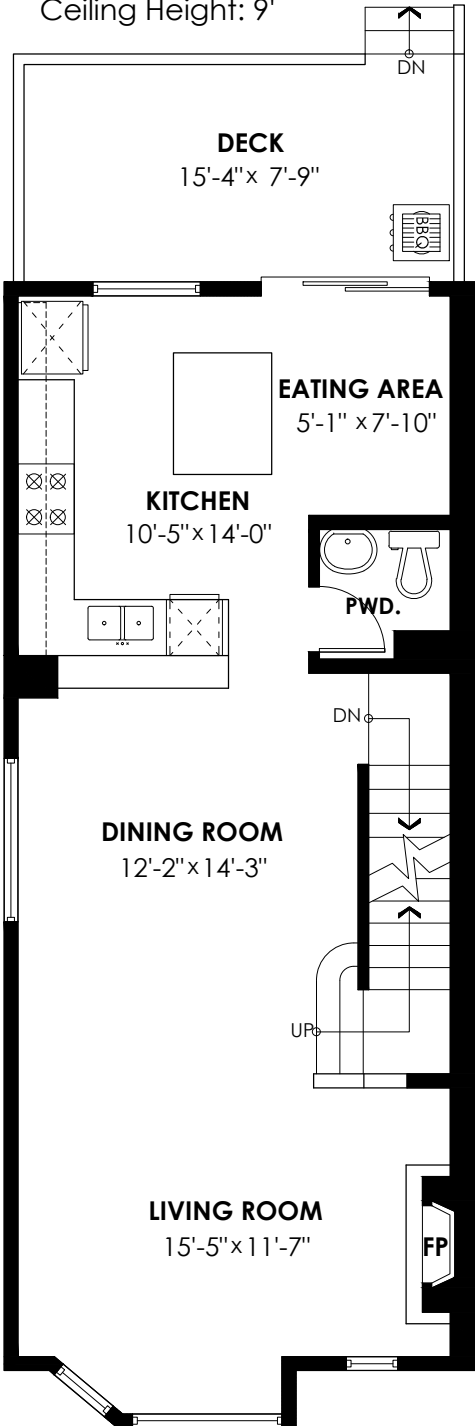 Ceiling Height: 9'
DN
DECK
15'-4" x 7'-9"
BBQ
EATING AREA
5'-1" x 7'-10"
KITCHEN
10'-5" x 14'-0"
PWD.
DN
DINING ROOM
12'-2" x 14'-3"
UP
LIVING ROOM
15'-5" x 11'-7"
FP